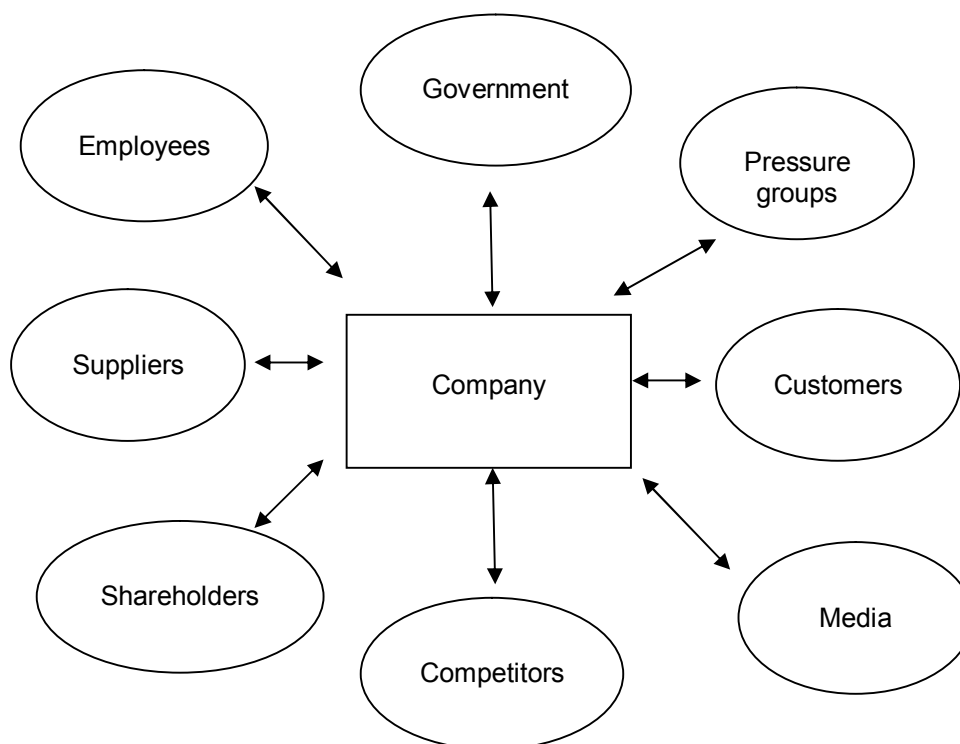 Government
Employees
Pressure
groups
Suppliers
Company
Customers
Shareholders
Media
Competitors